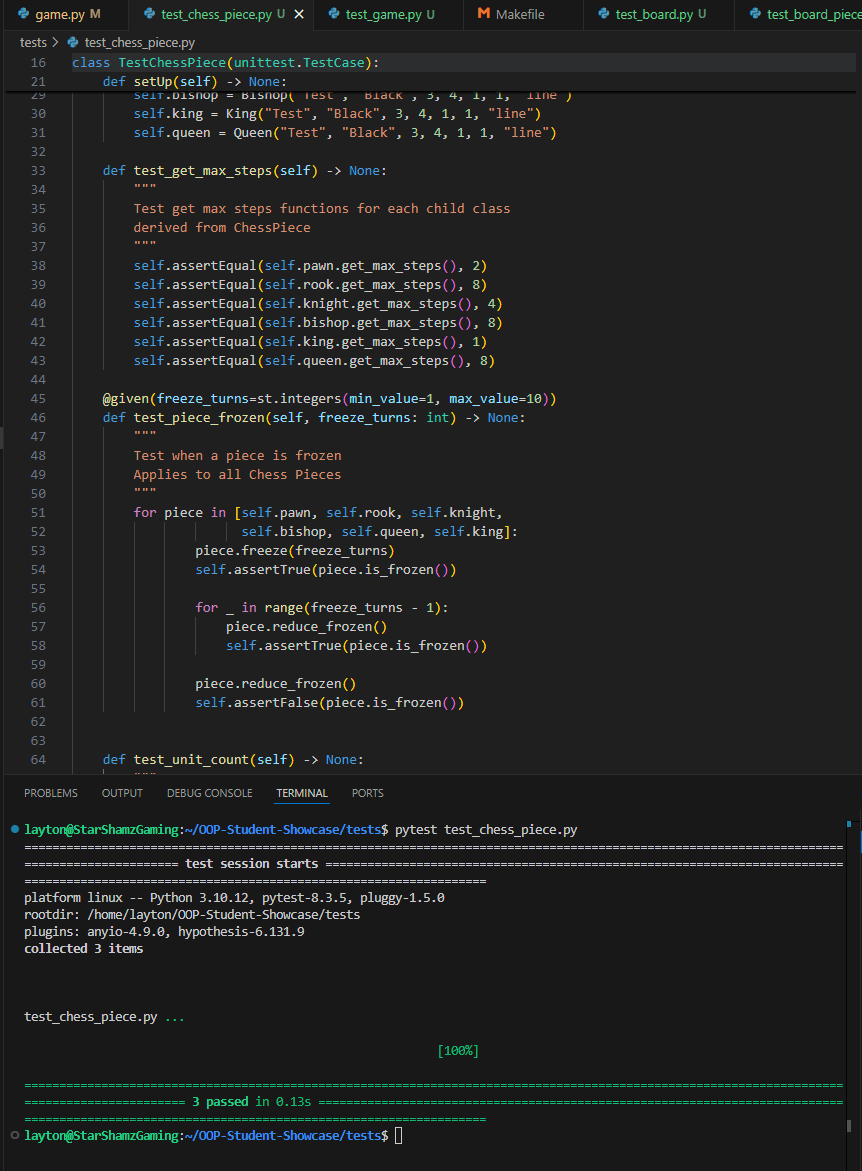 game.py M test_chess_piece.py U × test_game.py U M Makefile test_board.py U test_board_piece
tests > test_chess_piece.py
16 class TestChessPiece(unittest.TestCase):
21 def setUp(self) -> None:
29 self.bishop = Bishop("Test", "Black", 3, 4, 1, 1, "line")
30 self.king = King("Test", "Black", 3, 4, 1, 1, "line")
31 self.queen = Queen("Test", "Black", 3, 4, 1, 1, "line")
32
33 def test_get_max_steps(self) -> None:
34 """
35 Test get max steps functions for each child class
36 derived from ChessPiece
37 """
38 self.assertEqual(self.pawn.get_max_steps(), 2)
39 self.assertEqual(self.rook.get_max_steps(), 8)
40 self.assertEqual(self.knight.get_max_steps(), 4)
41 self.assertEqual(self.bishop.get_max_steps(), 8)
42 self.assertEqual(self.king.get_max_steps(), 1)
43 self.assertEqual(self.queen.get_max_steps(), 8)
44
45 @given(freeze_turns=st.integers(min_value=1, max_value=10))
46 def test_piece_frozen(self, freeze_turns: int) -> None:
47 """
48 Test when a piece is frozen
49 Applies to all Chess Pieces
50 """
51 for piece in [self.pawn, self.rook, self.knight,
52 self.bishop, self.queen, self.king]:
53 piece.freeze(freeze_turns)
54 self.assertTrue(piece.is_frozen())
55
56 for _ in range(freeze_turns - 1):
57 piece.reduce_frozen()
58 self.assertTrue(piece.is_frozen())
59
60 piece.reduce_frozen()
61 self.assertFalse(piece.is_frozen())
62
63
64 def test_unit_count(self) -> None:
"""
PROBLEMS OUTPUT DEBUG CONSOLE TERMINAL PORTS
layton@StarShamzGaming:~/OOP-Student-Showcase/tests$ pytest test_chess_piece.py
====================== test session starts ======================
platform linux -- Python 3.10.12, pytest-8.3.5, pluggy-1.5.0
rootdir: /home/layton/OOP-Student-Showcase/tests
plugins: anyio-4.9.0, hypothesis-6.131.9
collected 3 items
test_chess_piece.py ...
[100%]
======================= 3 passed in 0.13s =======================
layton@StarShamzGaming:~/OOP-Student-Showcase/tests$